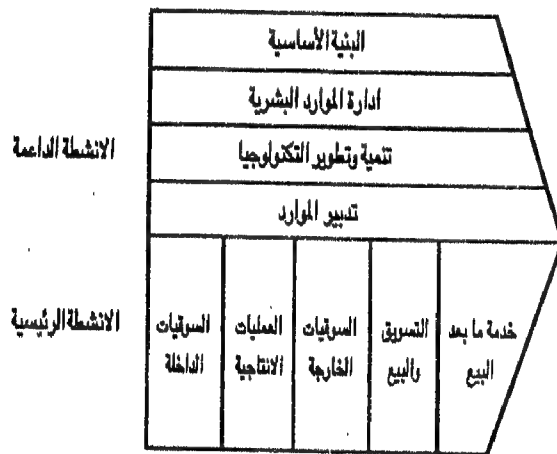 البنية الأساسية
ادارة الموارد البشرية
تنمية وتطوير التكنولوجيا
تدبير الموارد
الانشطة الداعمة
الانشطة الرئيسية
السوقيات
الداخلة
العمليات
الانتاجية
السوقيات
الخارجة
التسويق
والبيع
خدمة ما بعد
البيع